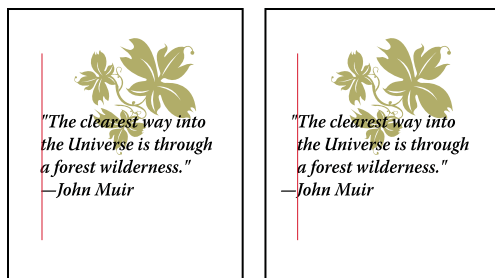 "The clearest way into
the Universe is through
a forest wilderness."
—John Muir
"The clearest way into
the Universe is through
a forest wilderness."
—John Muir